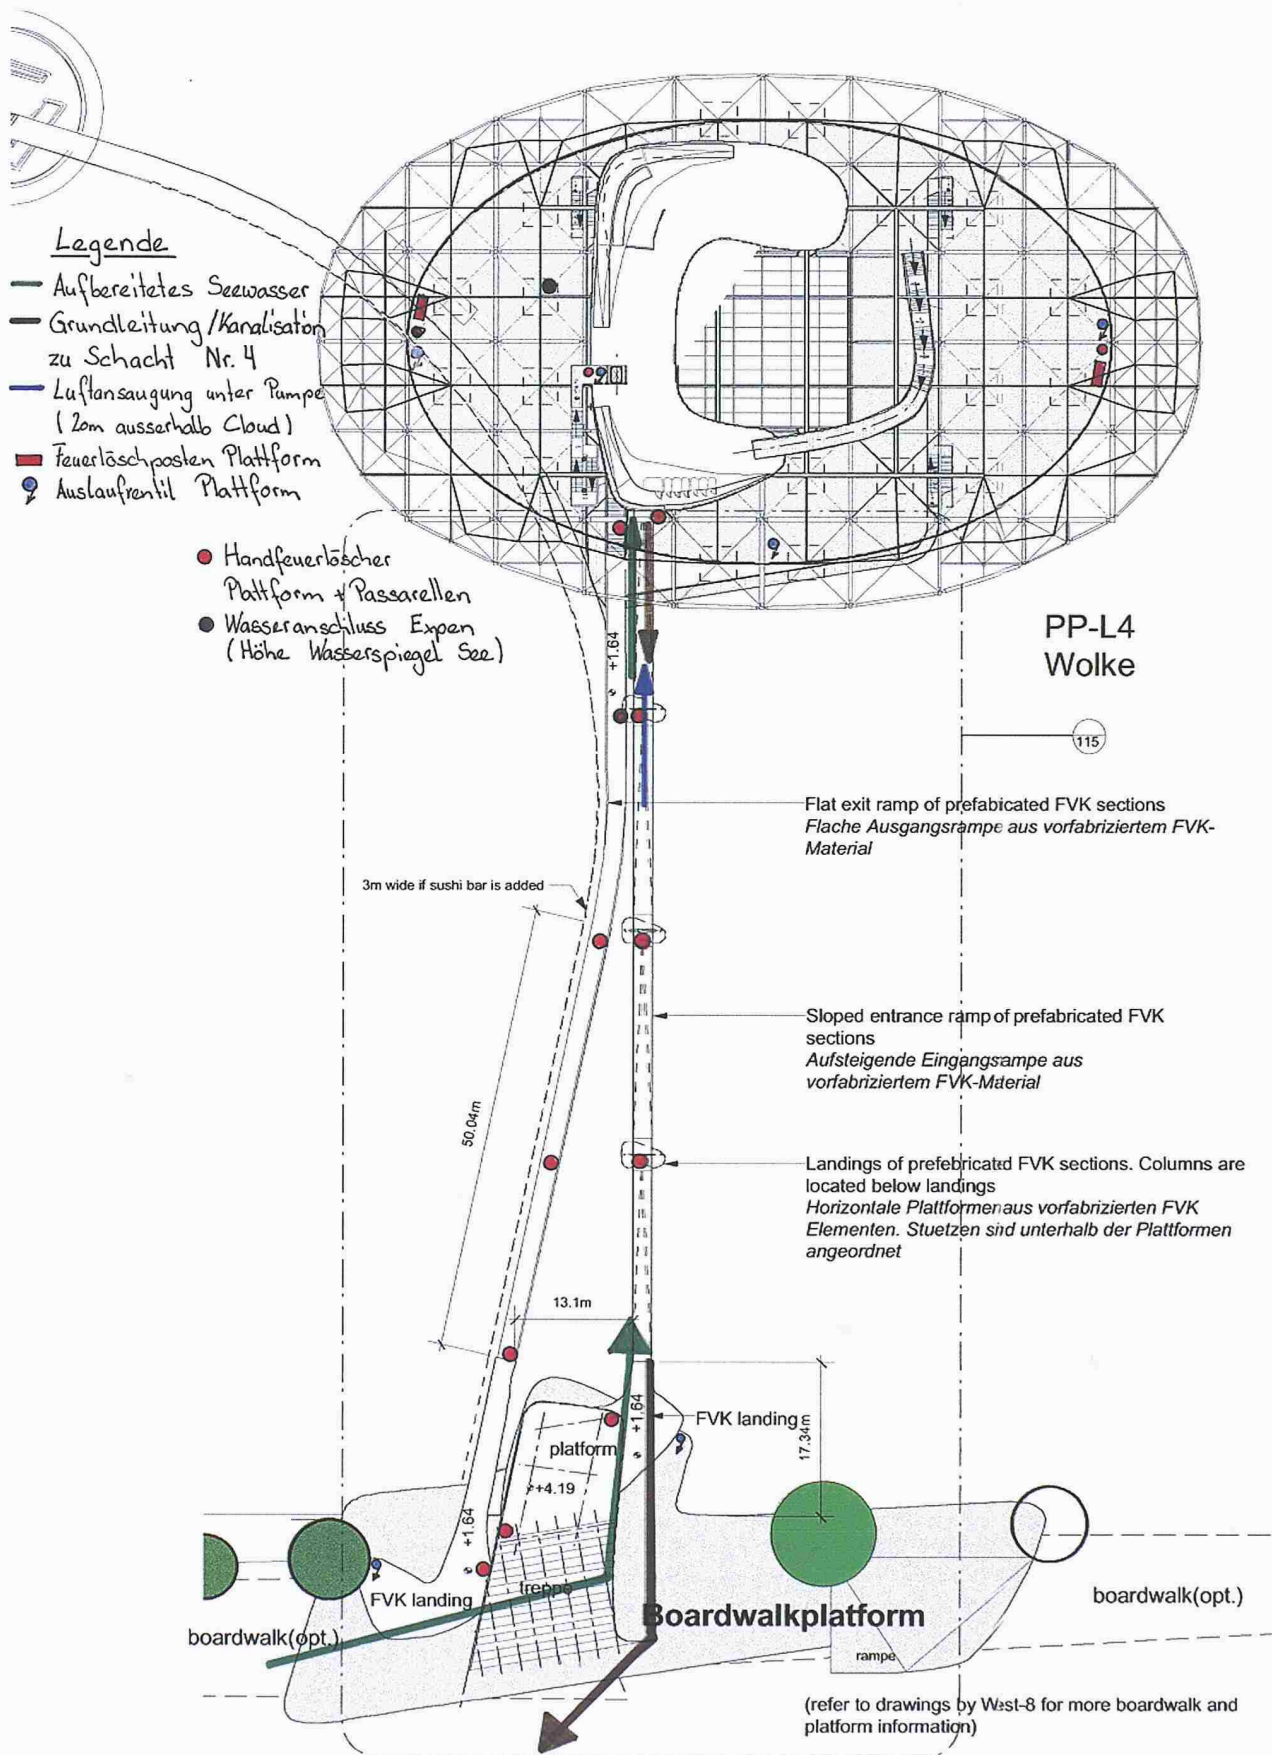 Legende
Aufbereitetes Seewasser
Grundleitung/Kanalisation
zu Schacht Nr. 4
Luftansaugung unter Pumpe
(20m ausserhalb Cloud)
Feuerlöschposten Plattform
Auslaufventil Plattform
Handfeuerlöscher
Plattform + Passarellen
Wasseranschluss Expen
(Höhe Wasserspiegel See)
PP-L4
Wolke
115
+1.64
Flat exit ramp of prefabicated FVK sections
Flache Ausgangsrampe aus vorfabriziertem FVK-
Material
3m wide if sushi bar is added
Sloped entrance ramp of prefabricated FVK
sections
Aufsteigende Eingangsrampe aus
vorfabriziertem FVK-Material
50.04m
Landings of prefebricated FVK sections. Columns are
located below landings
Horizontale Plattformen aus vorfabrizierten FVK
Elementen. Stuetzen sind unterhalb der Plattformen
angeordnet
13.1m
+1.64
FVK landing
17.34m
platform
+4.19
+1.64
FVK landing
treppe
boardwalk(opt.)
Boardwalkplatform
boardwalk(opt.)
rampe
(refer to drawings by West-8 for more boardwalk and
platform information)